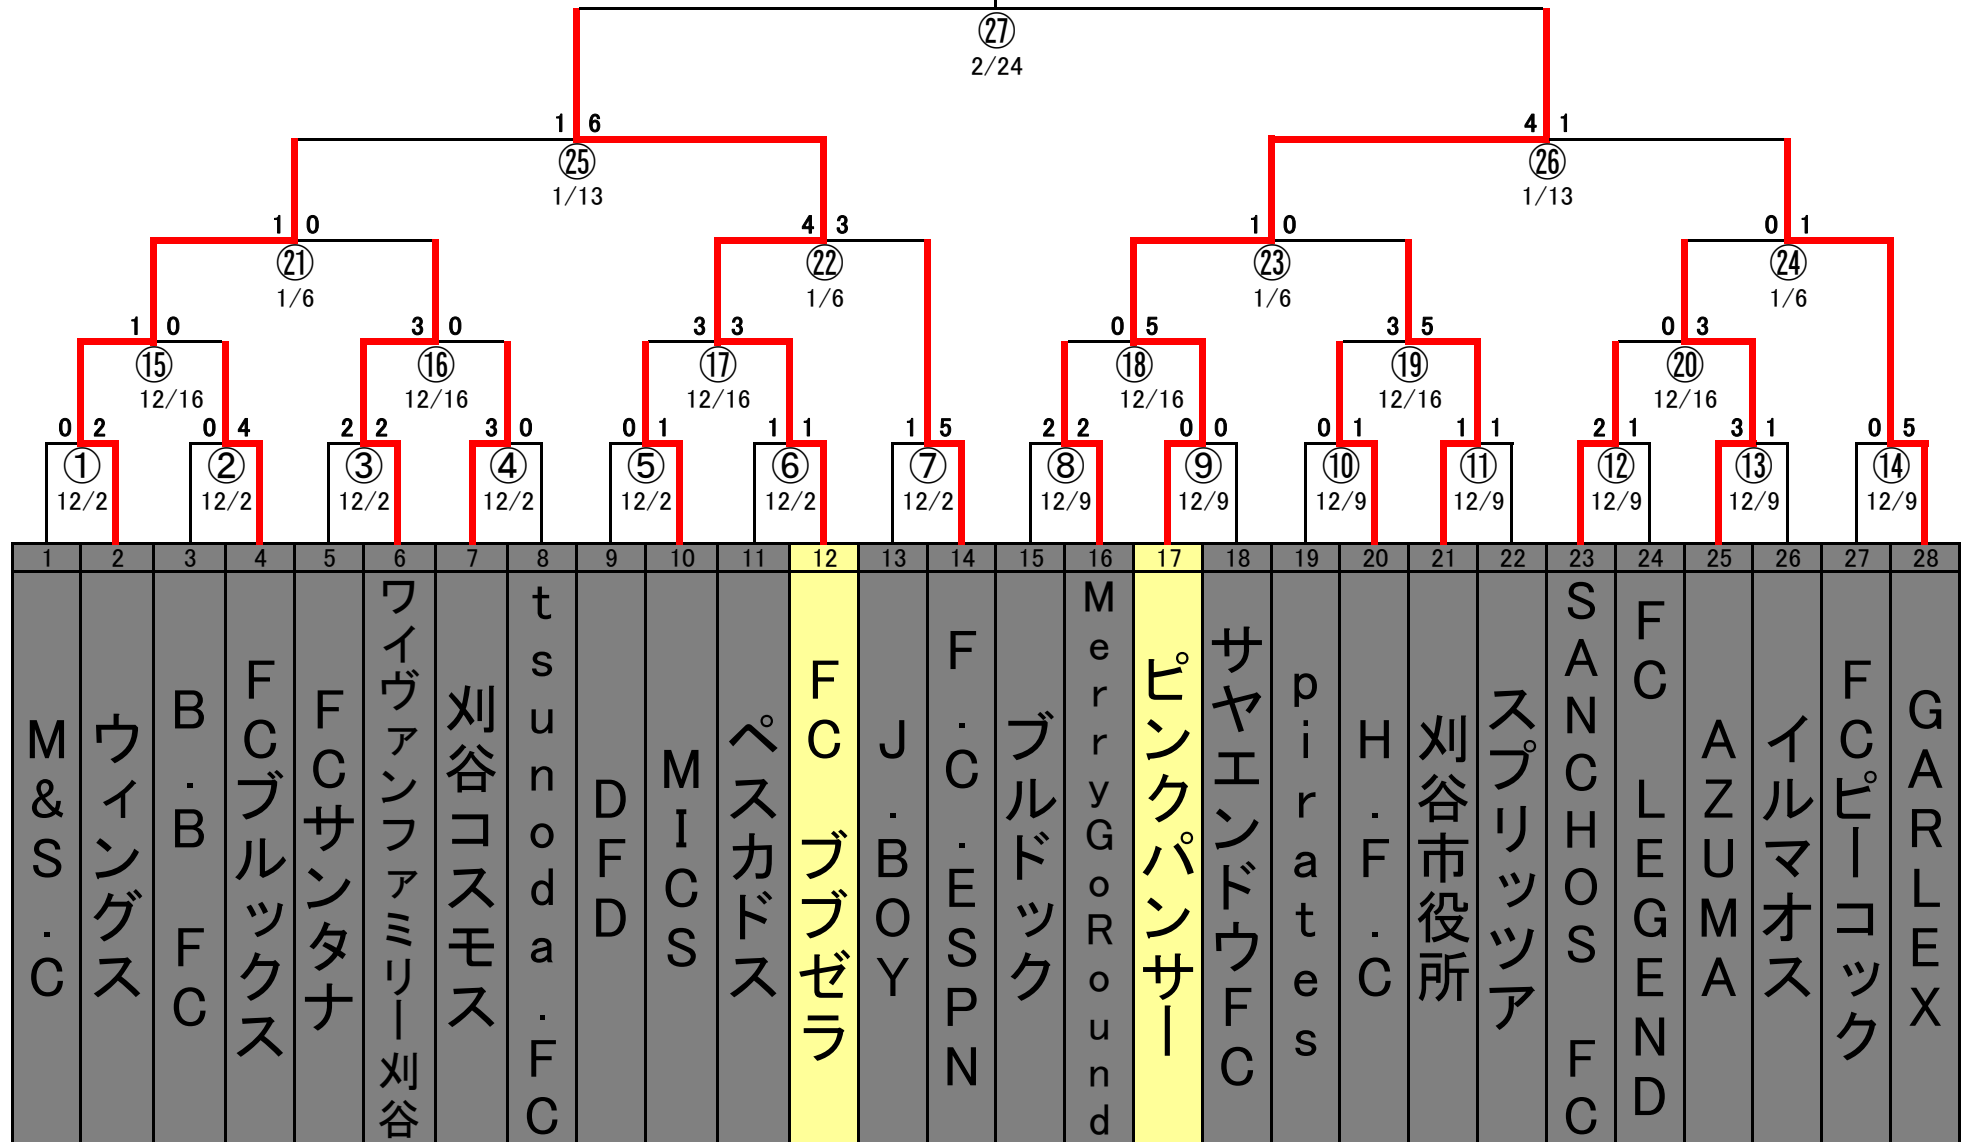 ㉗
2/24
1 6
4 1
㉕
㉖
1/13
1/13
1 0
4 3
1 0
0 1
㉑
㉒
㉓
㉔
1/6
1/6
1/6
1/6
1 0
3 0
3 3
0 5
3 5
0 3
⑮
⑯
⑰
⑱
⑲
⑳
12/16
12/16
12/16
12/16
12/16
12/16
0 2
0 4
2 2
3 0
0 1
1 1
1 5
2 2
0 0
0 1
1 1
2 1
3 1
0 5
①
②
③
④
⑤
⑥
⑦
⑧
⑨
⑩
⑪
⑫
⑬
⑭
12/2
12/2
12/2
12/2
12/2
12/2
12/2
12/9
12/9
12/9
12/9
12/9
12/9
12/9
1 2 3 4 5 6 7 8 9 10 11 12 13 14 15 16 17 18 19 20 21 22 23 24 25 26 27 28
M&S.C
ウィングス
B.B FC
FCブルックス
FCサンタナ
ワイヴァンファミリー刈谷
刈谷コスモス
tsunoda.FC
DFD
MICS
ペスカドス
FC ブブゼラ
J.BOY
F.C.ESPN
ブルドック
MerryGoRound
ピンクパンサー
サヤエンドウFC
pirates
H.F.C
刈谷市役所
スプリッツア
SANCHOS FC
FC LEGEND
AZUMA
イルマオス
FCピーコック
GARLEX